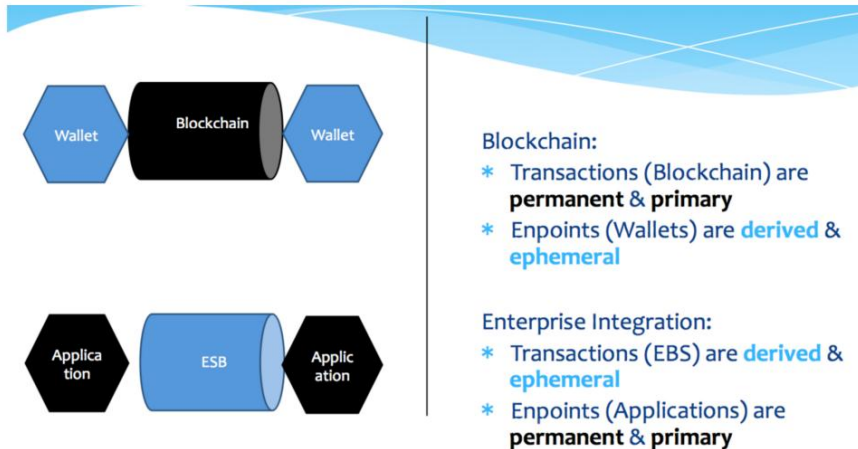 Wallet
Blockchain
Wallet
Applica
tion
ESB
Applic
ation
Blockchain:
* Transactions (Blockchain) are
permanent & primary
* Enpoints (Wallets) are derived &
ephemeral
Enterprise Integration:
* Transactions (EBS) are derived &
ephemeral
* Enpoints (Applications) are
permanent & primary